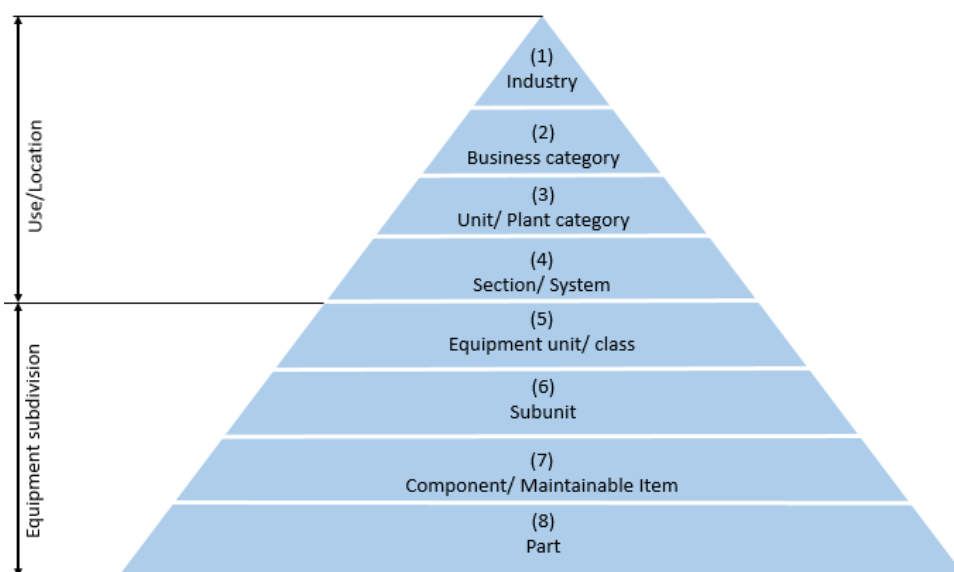 (1)
Industry
(2)
Business category
(3)
Unit/ Plant category
(4)
Section/ System
(5)
Equipment unit/ class
(6)
Subunit
(7)
Component/ Maintainable Item
(8)
Part
Use/Location
Equipment subdivision